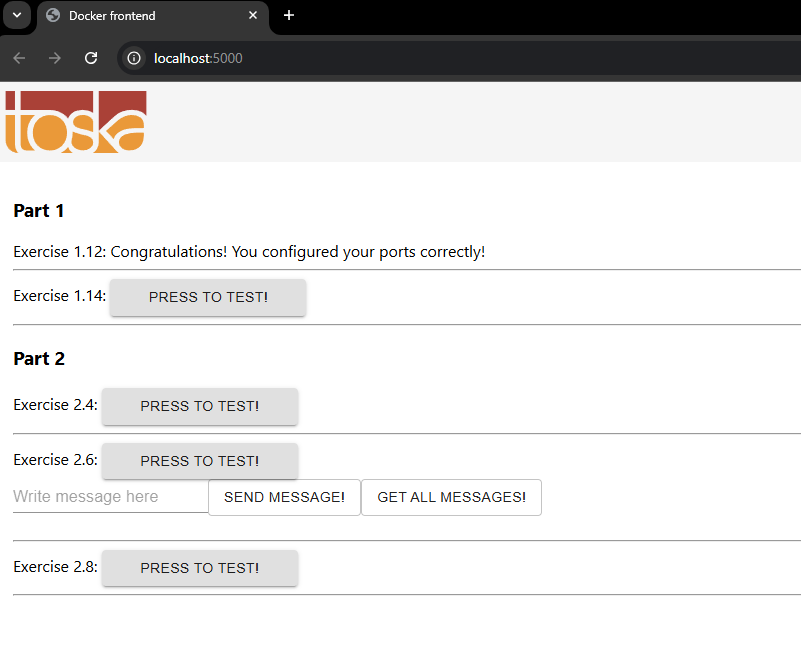 Docker frontend
localhost:5000
toska
Part 1
Exercise 1.12: Congratulations! You configured your ports correctly!
Exercise 1.14: PRESS TO TEST!
Part 2
Exercise 2.4: PRESS TO TEST!
Exercise 2.6: PRESS TO TEST!
Write message here SEND MESSAGE! GET ALL MESSAGES!
Exercise 2.8: PRESS TO TEST!